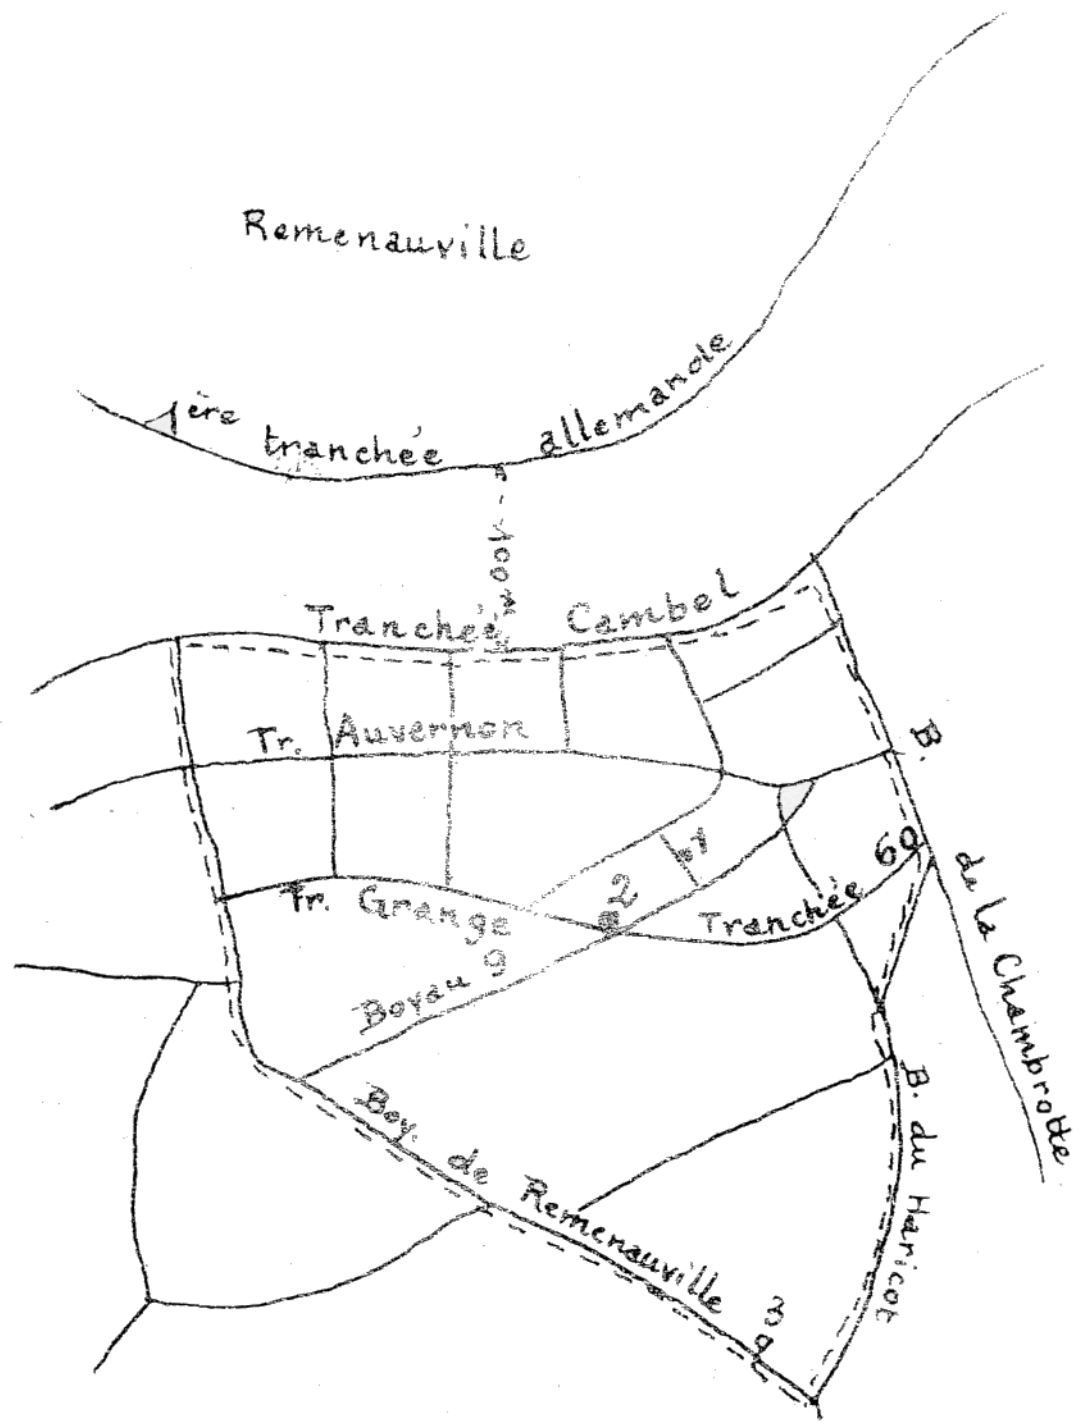 Remenauville
1ère tranchée allemande
400m
Tranchée Cambel
Tr. Auvernon
B. de la Chambrotte
60
1
2
Tr. Grange
Tranchée
Boyau 9
B. du Haricot
Boy. de Remenauville
3